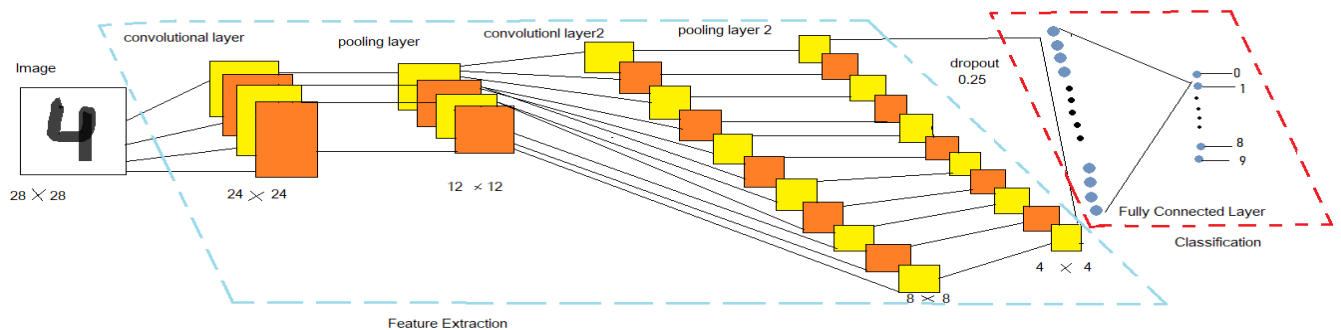 convolutional layer
pooling layer
convolutionl layer2
pooling layer 2
dropout
0.25
Image
4
28 × 28
24 × 24
12 × 12
8 × 8
4 × 4
0
1
8
9
Fully Connected Layer
Classification
Feature Extraction